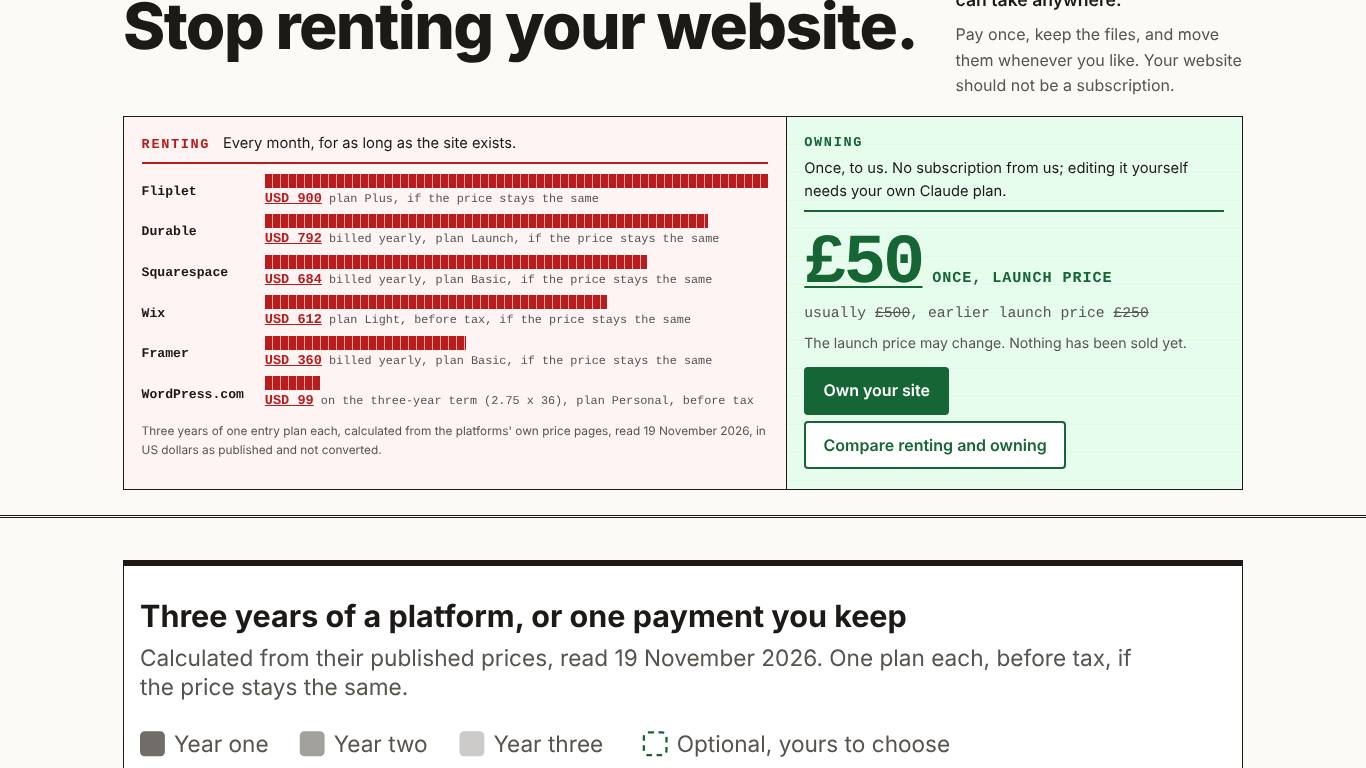 can take anywhere.
Stop renting your website.
Pay once, keep the files, and move
them whenever you like. Your website
should not be a subscription.
RENTING Every month, for as long as the site exists.
Fliplet
USD 900 plan Plus, if the price stays the same
Durable
USD 792 billed yearly, plan Launch, if the price stays the same
Squarespace
USD 684 billed yearly, plan Basic, if the price stays the same
Wix
USD 612 plan Light, before tax, if the price stays the same
Framer
USD 360 billed yearly, plan Basic, if the price stays the same
WordPress.com
USD 99 on the three-year term (2.75 x 36), plan Personal, before tax
Three years of one entry plan each, calculated from the platforms' own price pages, read 19 November 2026, in
US dollars as published and not converted.
OWNING
Once, to us. No subscription from us; editing it yourself
needs your own Claude plan.
£50 ONCE, LAUNCH PRICE
usually £500, earlier launch price £250
The launch price may change. Nothing has been sold yet.
Own your site
Compare renting and owning
Three years of a platform, or one payment you keep
Calculated from their published prices, read 19 November 2026. One plan each, before tax, if
the price stays the same.
Year one Year two Year three Optional, yours to choose